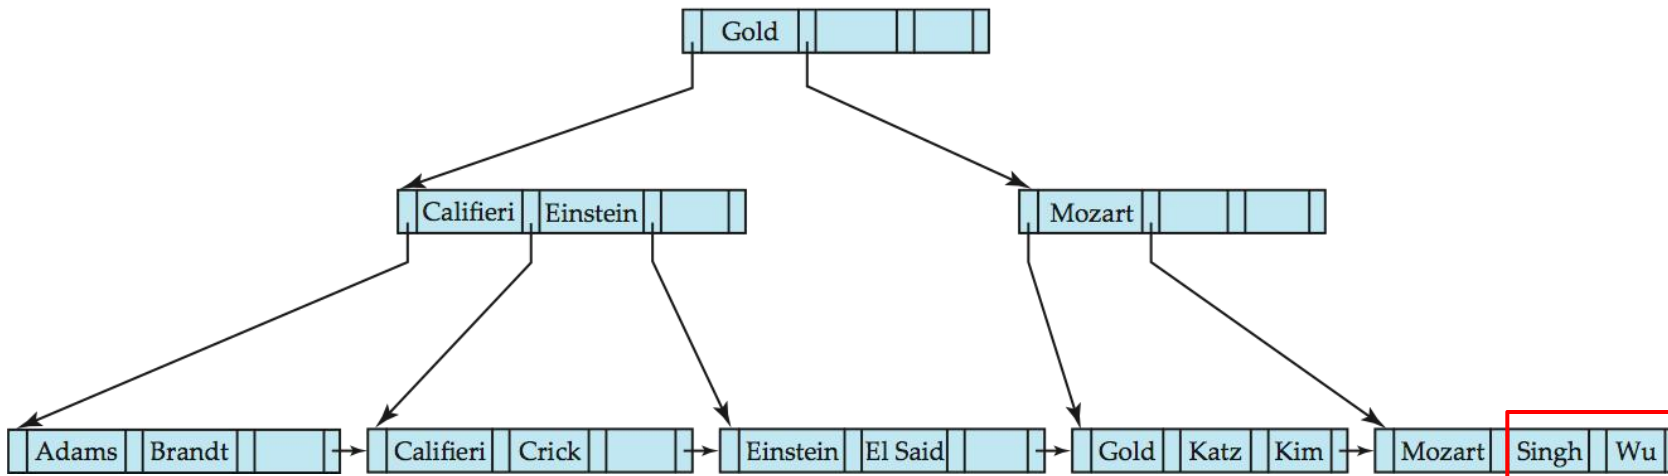 Gold
Califieri Einstein Mozart
Adams Brandt Califieri Crick Einstein El Said Gold Katz Kim Mozart Singh Wu